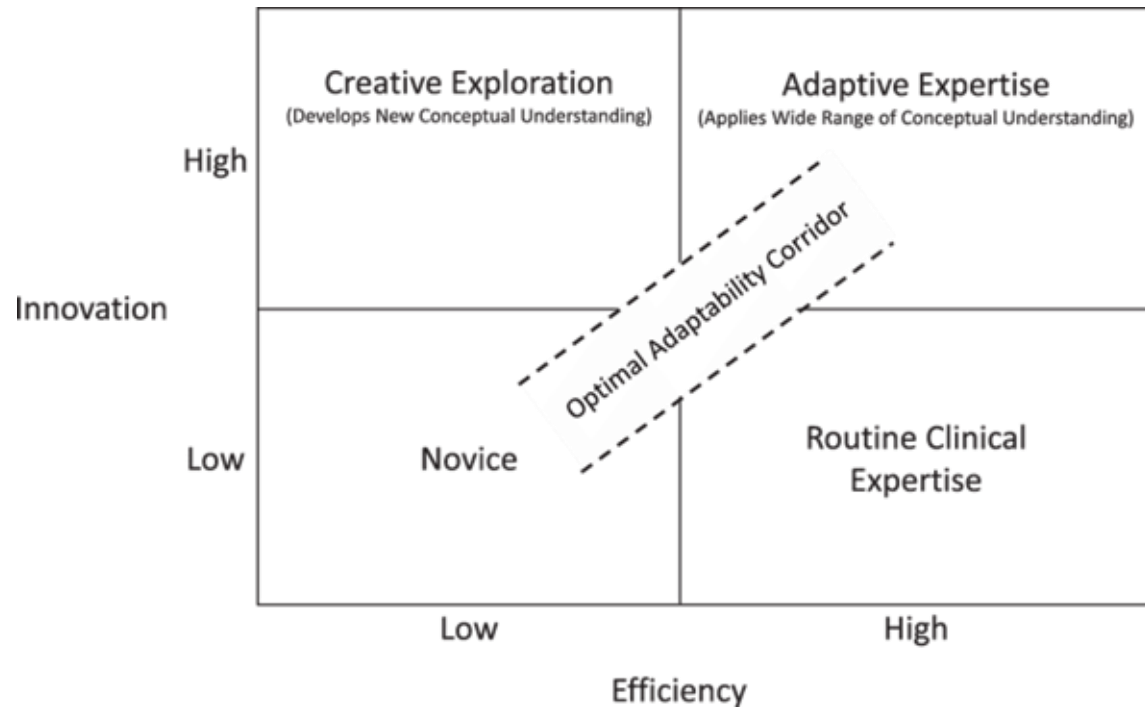 Creative Exploration
(Develops New Conceptual Understanding)
Adaptive Expertise
(Applies Wide Range of Conceptual Understanding)
High
Optimal Adaptability Corridor
Innovation
Low
Novice
Routine Clinical
Expertise
Low
High
Efficiency